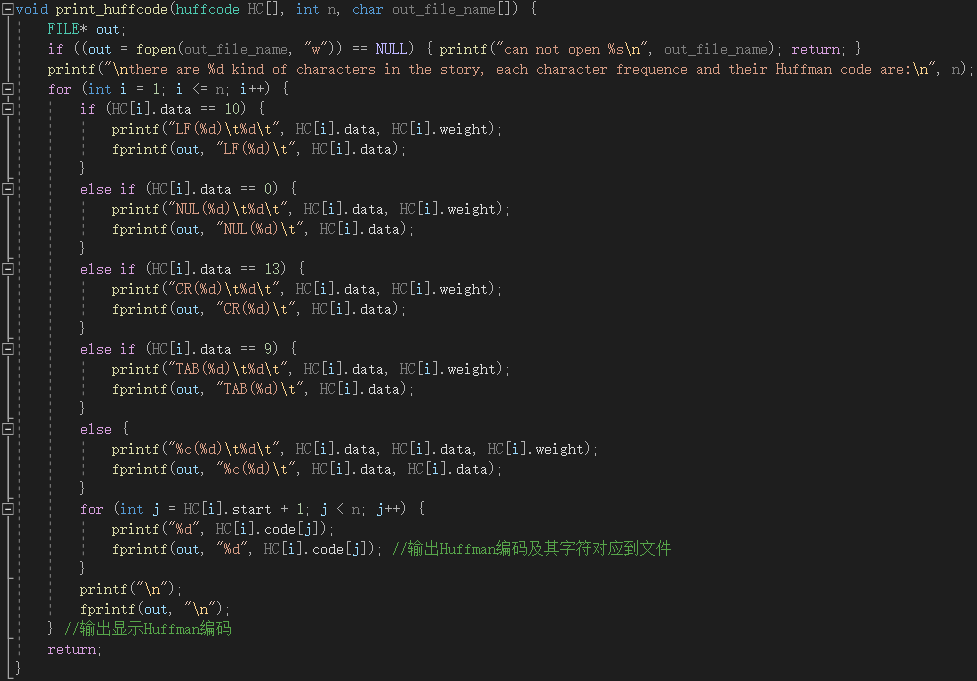 void print_huffcode(huffcode HC[], int n, char out_file_name[]) {
FILE* out;
if ((out = fopen(out_file_name, "w")) == NULL) { printf("can not open %s\n", out_file_name); return; }
printf("\nthere are %d kind of characters in the story, each character frequence and their Huffman code are:\n", n);
for (int i = 1; i <= n; i++) {
if (HC[i].data == 10) {
printf("LF(%d)\t%d\t", HC[i].data, HC[i].weight);
fprintf(out, "LF(%d)\t", HC[i].data);
}
else if (HC[i].data == 0) {
printf("NUL(%d)\t%d\t", HC[i].data, HC[i].weight);
fprintf(out, "NUL(%d)\t", HC[i].data);
}
else if (HC[i].data == 13) {
printf("CR(%d)\t%d\t", HC[i].data, HC[i].weight);
fprintf(out, "CR(%d)\t", HC[i].data);
}
else if (HC[i].data == 9) {
printf("TAB(%d)\t%d\t", HC[i].data, HC[i].weight);
fprintf(out, "TAB(%d)\t", HC[i].data);
}
else {
printf("%c(%d)\t%d\t", HC[i].data, HC[i].data, HC[i].weight);
fprintf(out, "%c(%d)\t", HC[i].data, HC[i].data);
}
for (int j = HC[i].start + 1; j < n; j++) {
printf("%d", HC[i].code[j]);
fprintf(out, "%d", HC[i].code[j]); //输出Huffman编码及其字符对应到文件
}
printf("\n");
fprintf(out, "\n");
} //输出显示Huffman编码
return;
}